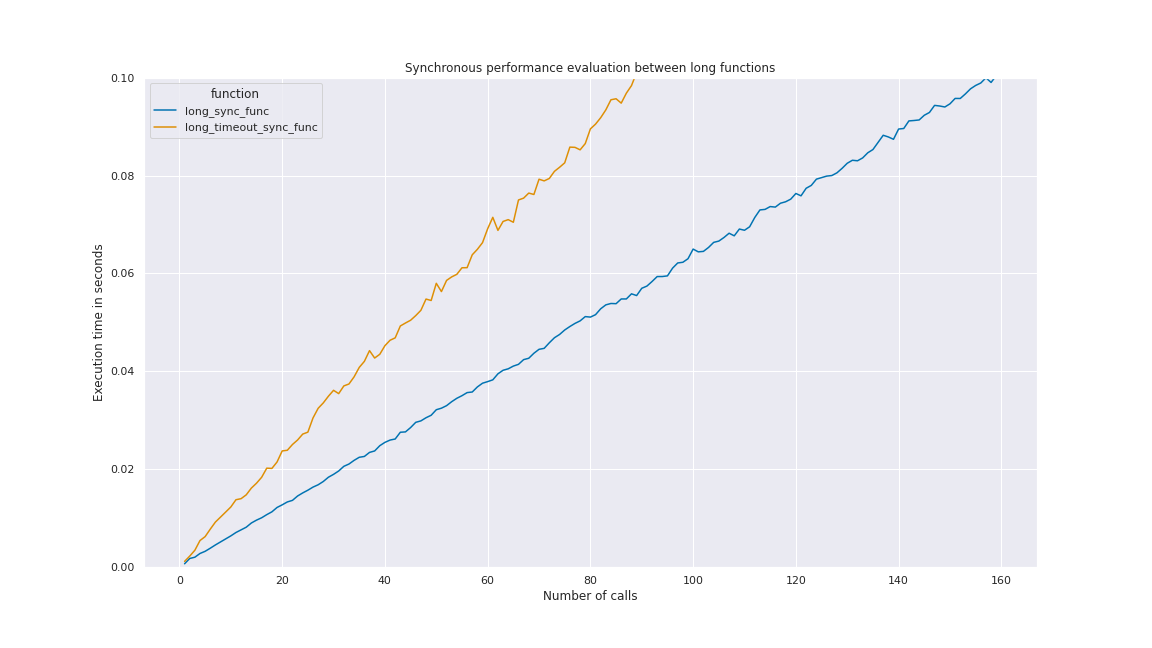 Synchronous performance evaluation between long functions
function
long_sync_func
long_timeout_sync_func
Execution time in seconds
0.10
0.08
0.06
0.04
0.02
0.00
0 20 40 60 80 100 120 140 160
Number of calls